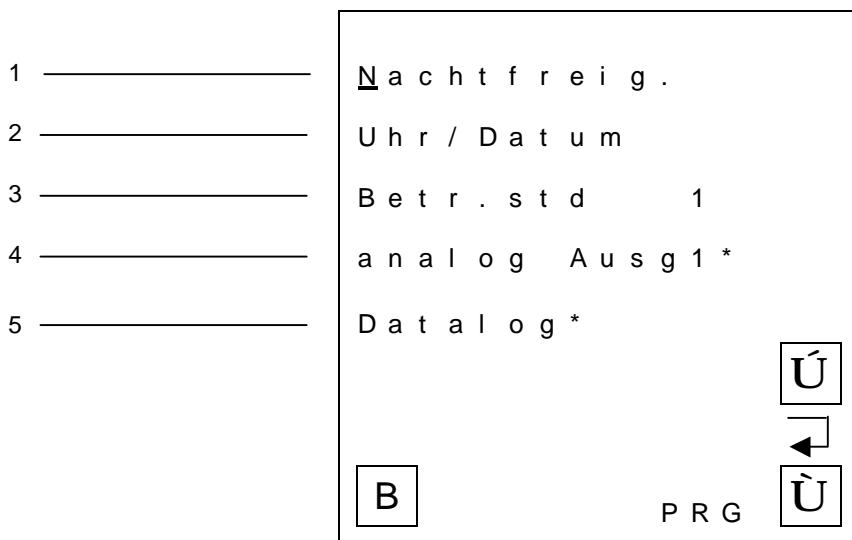 1 Nachtfreig.
2 Uhr/Datum
3 Betr.std 1
4 analog Ausg1*
5 Datalog*
Ú
B PRG Ù